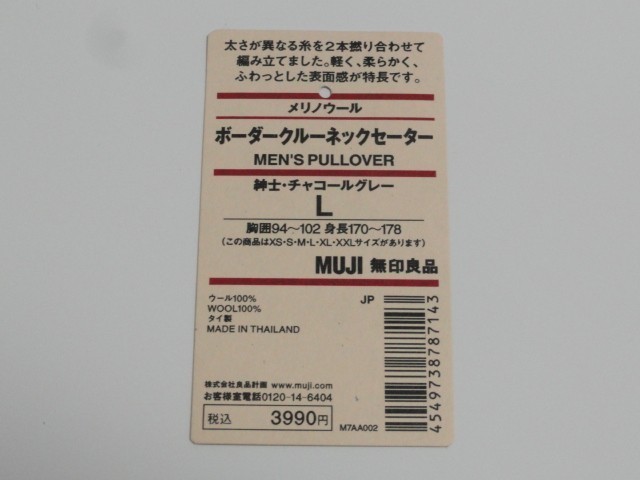 太さが異なる糸を2本撚り合わせて
編み立てました。軽く、柔らかく、
ふわっとした表面感が特長です。
メリノウール
ボーダークルーネックセーター
MEN'S PULLOVER
紳士・チャコールグレー
L
胸囲94～102 身長170～178
(この商品はXS・S・M・L・XL・XXLサイズがあります)
MUJI 無印良品
ウール100%
WOOL100%
タイ製
MADE IN THAILAND
JP
4549738787143
株式会社良品計画 www.muji.com
お客様室電話0120-14-6404
税込 3990円
M7AA002